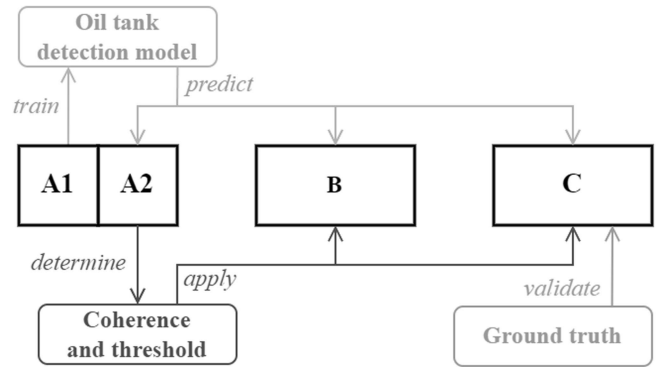 Oil tank
detection model
train
predict
A1
A2
B
C
determine
apply
validate
Coherence
and threshold
Ground truth